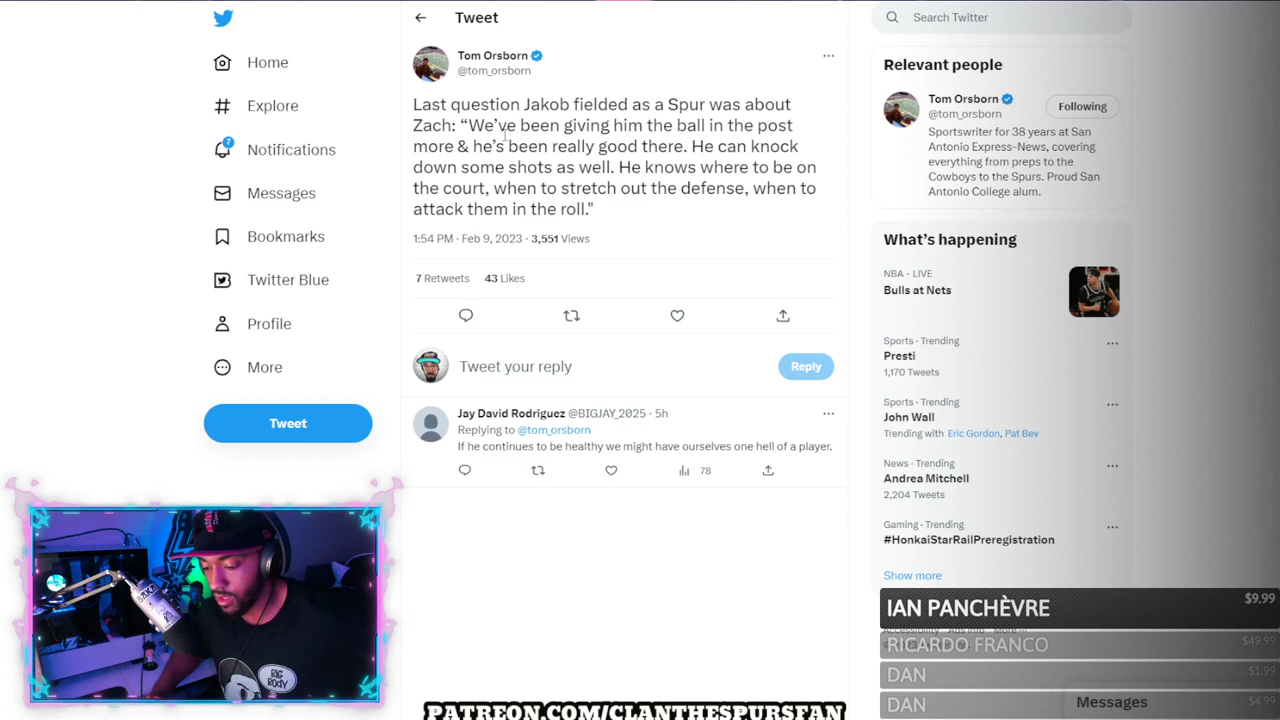 Home
Explore
7
Notifications
Messages
Bookmarks
Twitter Blue
Profile
More
Tweet
Tweet
Tom Orsborn
@tom_orsborn
Last question Jakob fielded as a Spur was about
Zach: “We’ve been giving him the ball in the post
more & he’s been really good there. He can knock
down some shots as well. He knows where to be on
the court, when to stretch out the defense, when to
attack them in the roll."
1:54 PM · Feb 9, 2023 · 3,551 Views
7 Retweets 43 Likes
Tweet your reply
Reply
Jay David Rodriguez @BIGJAY_2025 · 5h
Replying to @tom_orsborn
If he continues to be healthy we might have ourselves one hell of a player.
78
Search Twitter
Relevant people
Tom Orsborn
Following
@tom_orsborn
Sportswriter for 38 years at San
Antonio Express-News, covering
everything from preps to the
Cowboys to the Spurs. Proud San
Antonio College alum.
What’s happening
NBA · LIVE
Bulls at Nets
Sports · Trending
Presti
1,170 Tweets
Sports · Trending
John Wall
Trending with Eric Gordon, Pat Bev
News · Trending
Andrea Mitchell
2,204 Tweets
Gaming · Trending
#HonkaiStarRailPreregistration
Show more
IAN PANCHÈVRE $9.99
RICARDO FRANCO $49.99
DAN $1.99
DAN $4.99
Messages
BIG
BODY
PATREON.COM/CLANTHESPURSFAN